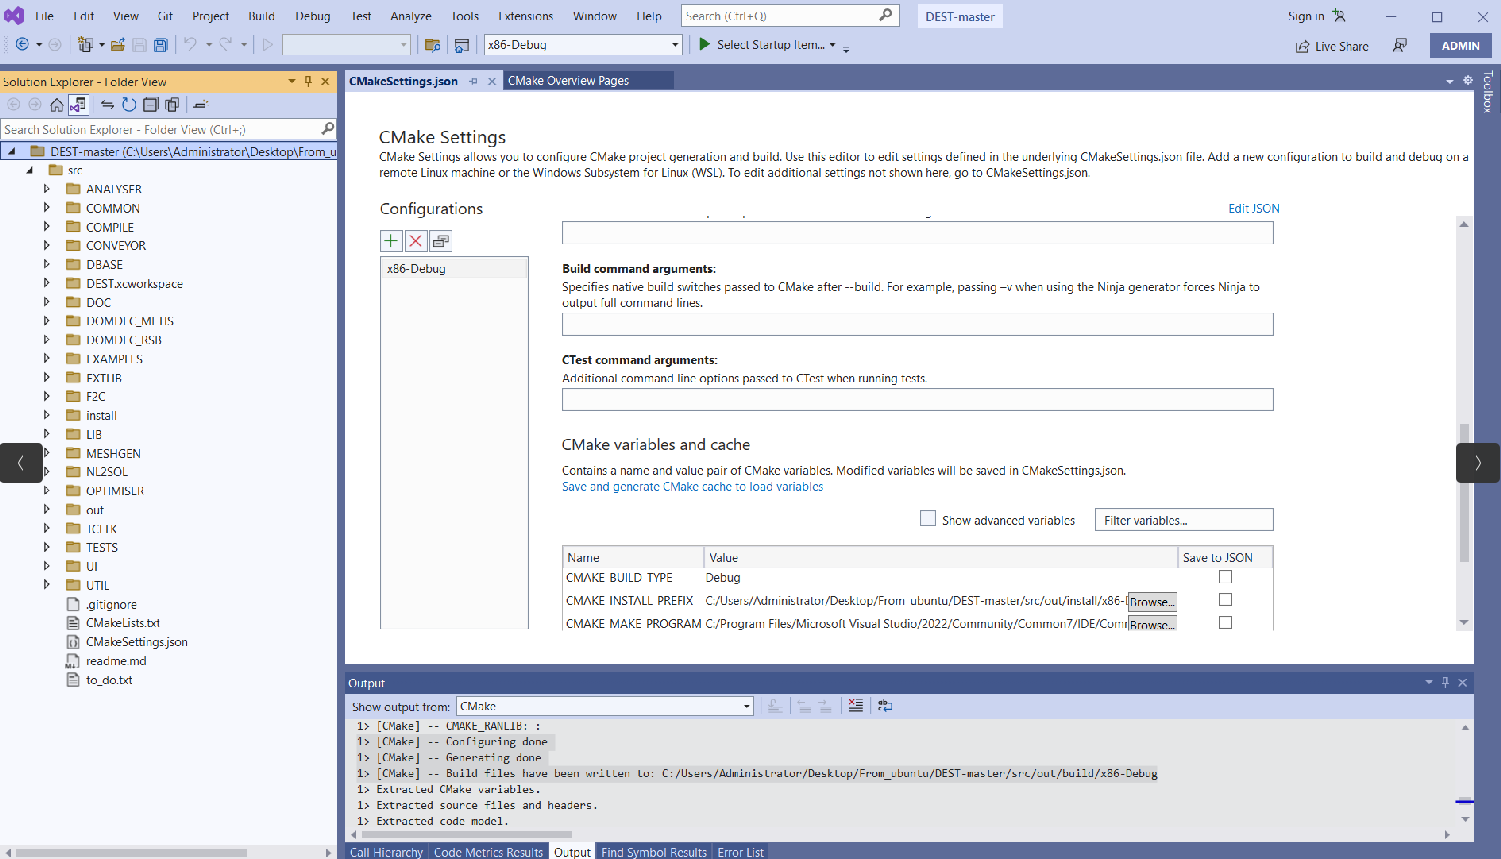 File Edit View Git Project Build Debug Test Analyze Tools Extensions Window Help Search (Ctrl+Q) DEST-master Sign in
x86-Debug Select Startup Item... Live Share ADMIN
Solution Explorer - Folder View
CMakeSettings.json CMake Overview Pages
Toolbox
Search Solution Explorer - Folder View (Ctrl+;)
DEST-master (C:\Users\Administrator\Desktop\From_u
src
ANALYSER
COMMON
COMPILE
CONVEYOR
DBASE
DEST.xcworkspace
DOC
DOMDEC_METIS
DOMDEC_RSB
EXAMPLES
EXTLIB
F2C
install
LIB
MESHGEN
NL2SOL
OPTIMISER
out
TCLTK
TESTS
UI
UTIL
.gitignore
CMakeLists.txt
CMakeSettings.json
readme.md
to_do.txt
CMake Settings
CMake Settings allows you to configure CMake project generation and build. Use this editor to edit settings defined in the underlying CMakeSettings.json file. Add a new configuration to build and debug on a
remote Linux machine or the Windows Subsystem for Linux (WSL). To edit additional settings not shown here, go to CMakeSettings.json.
Configurations
Edit JSON
x86-Debug
Build command arguments:
Specifies native build switches passed to CMake after --build. For example, passing –v when using the Ninja generator forces Ninja to
output full command lines.
CTest command arguments:
Additional command line options passed to CTest when running tests.
CMake variables and cache
Contains a name and value pair of CMake variables. Modified variables will be saved in CMakeSettings.json.
Save and generate CMake cache to load variables
Show advanced variables Filter variables...
Name Value Save to JSON
CMAKE_BUILD_TYPE Debug
CMAKE_INSTALL_PREFIX C:/Users/Administrator/Desktop/From_ubuntu/DEST-master/src/out/install/x86-D Browse...
CMAKE_MAKE_PROGRAM C:/Program Files/Microsoft Visual Studio/2022/Community/Common7/IDE/Comm Browse...
Output
Show output from: CMake
1> [CMake] -- CMAKE_RANLIB: :
1> [CMake] -- Configuring done
1> [CMake] -- Generating done
1> [CMake] -- Build files have been written to: C:/Users/Administrator/Desktop/From_ubuntu/DEST-master/src/out/build/x86-Debug
1> Extracted CMake variables.
1> Extracted source files and headers.
1> Extracted code model.
Call Hierarchy Code Metrics Results Output Find Symbol Results Error List